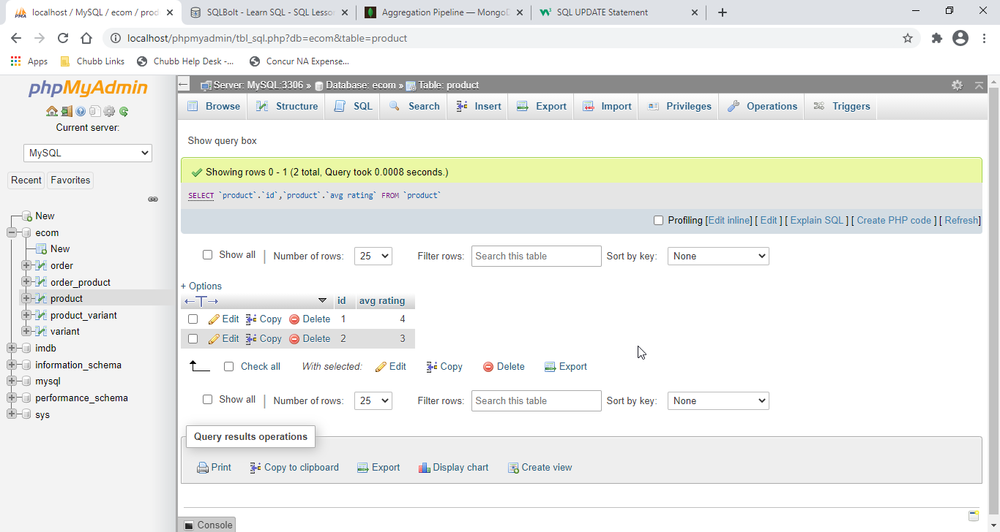 localhost / MySQL / ecom / prod
SQLBolt - Learn SQL - SQL Lesson
Aggregation Pipeline — MongoD
SQL UPDATE Statement
localhost/phpmyadmin/tbl_sql.php?db=ecom&table=product
Apps Chubb Links Chubb Help Desk -... Concur NA Expense...
phpMyAdmin
Current server:
MySQL
Recent Favorites
New
ecom
New
order
order_product
product
product_variant
variant
imdb
information_schema
mysql
performance_schema
sys
Server: MySQL:3306 » Database: ecom » Table: product
Browse Structure SQL Search Insert Export Import Privileges Operations Triggers
Show query box
Showing rows 0 - 1 (2 total, Query took 0.0008 seconds.)
SELECT `product`.`id`,`product`.`avg rating` FROM `product`
Profiling [Edit inline] [ Edit ] [ Explain SQL ] [ Create PHP code ] [ Refresh]
Show all | Number of rows: 25 Filter rows: Search this table Sort by key: None
+ Options
←T→ id avg rating
Edit Copy Delete 1 4
Edit Copy Delete 2 3
Check all With selected: Edit Copy Delete Export
Show all | Number of rows: 25 Filter rows: Search this table Sort by key: None
Query results operations
Print Copy to clipboard Export Display chart Create view
Console